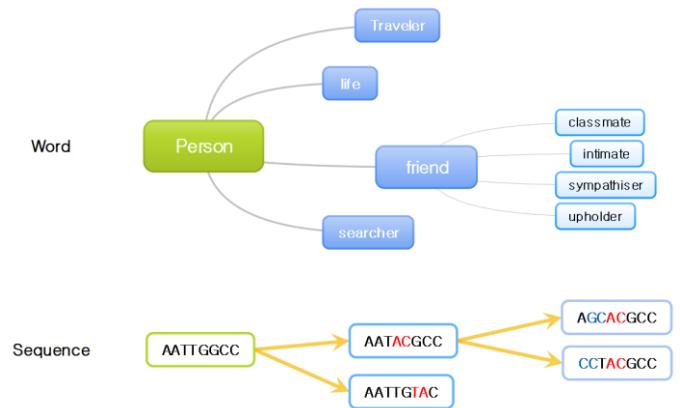 Traveler
life
Word
Person
friend
classmate
intimate
sympathiser
upholder
searcher
Sequence
AATTGGCC
AATACGCC
AATTGTAC
AGCACGCC
CCTACGCC